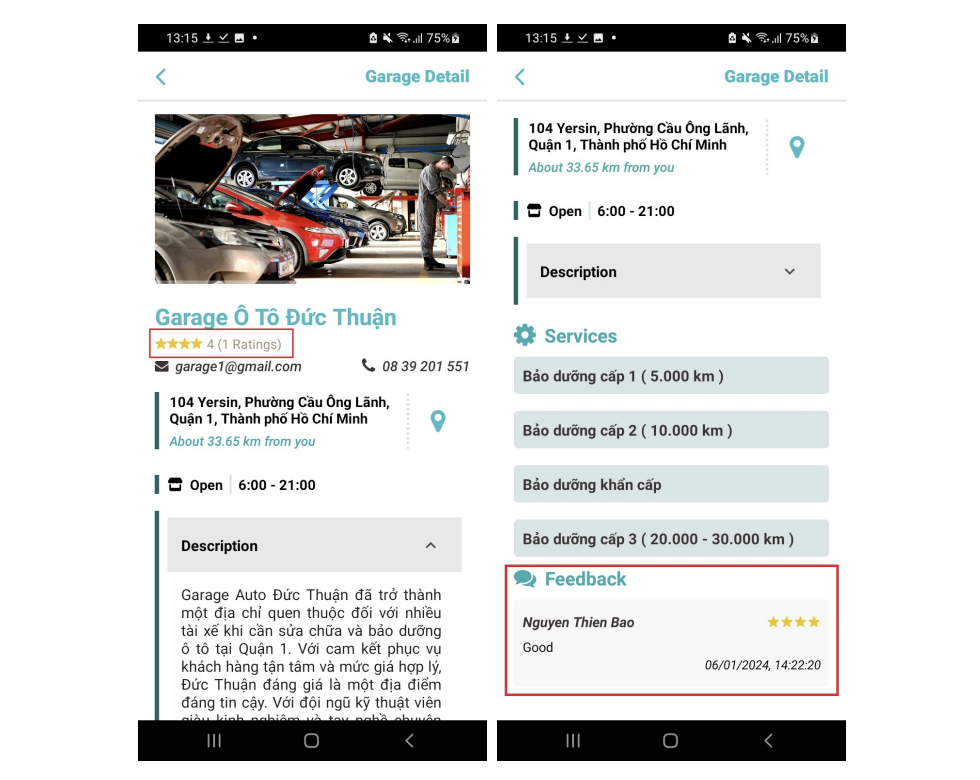 13:15
75%
Garage Detail
Garage Ô Tô Đức Thuận
4 (1 Ratings)
garage1@gmail.com
08 39 201 551
104 Yersin, Phường Cầu Ông Lãnh,
Quận 1, Thành phố Hồ Chí Minh
About 33.65 km from you
Open
6:00 - 21:00
Description
Garage Auto Đức Thuận đã trở thành
một địa chỉ quen thuộc đối với nhiều
tài xế khi cần sửa chữa và bảo dưỡng
ô tô tại Quận 1. Với cam kết phục vụ
khách hàng tận tâm và mức giá hợp lý,
Đức Thuận đáng giá là một địa điểm
đáng tin cậy. Với đội ngũ kỹ thuật viên
giàu kinh nghiệm và tay nghề chuyên
13:15
75%
Garage Detail
104 Yersin, Phường Cầu Ông Lãnh,
Quận 1, Thành phố Hồ Chí Minh
About 33.65 km from you
Open
6:00 - 21:00
Description
Services
Bảo dưỡng cấp 1 ( 5.000 km )
Bảo dưỡng cấp 2 ( 10.000 km )
Bảo dưỡng khẩn cấp
Bảo dưỡng cấp 3 ( 20.000 - 30.000 km )
Feedback
Nguyen Thien Bao
Good
06/01/2024, 14:22:20